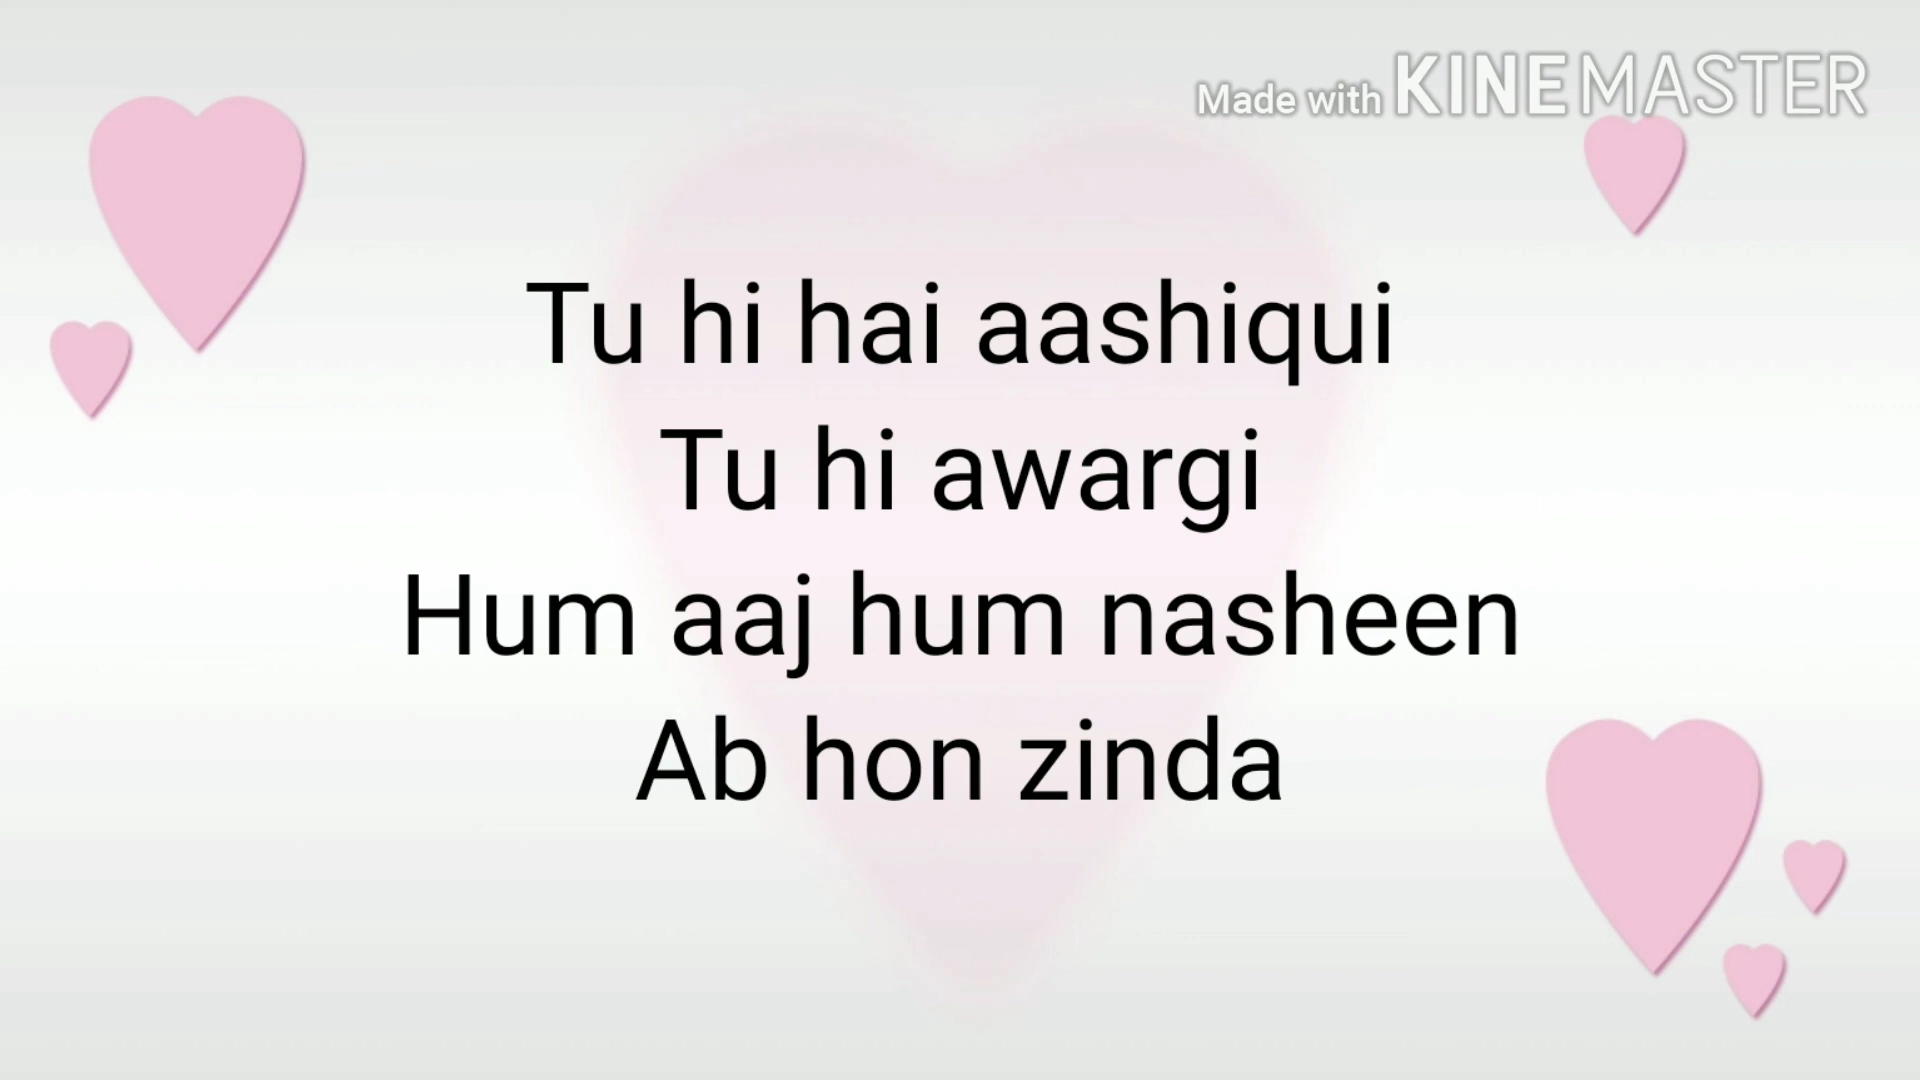 Made with KINEMASTER
Tu hi hai aashiqui
Tu hi awargi
Hum aaj hum nasheen
Ab hon zinda